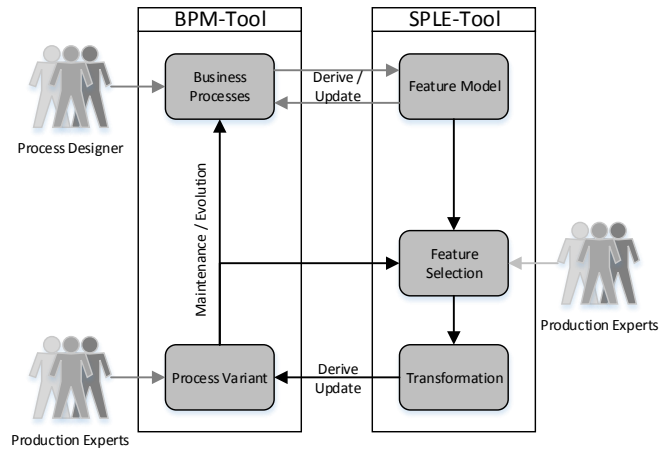 BPM-Tool
SPLE-Tool
Business
Processes
Derive /
Update
Feature Model
Process Designer
Maintenance / Evolution
Feature
Selection
Production Experts
Process Variant
Derive
Update
Transformation
Production Experts